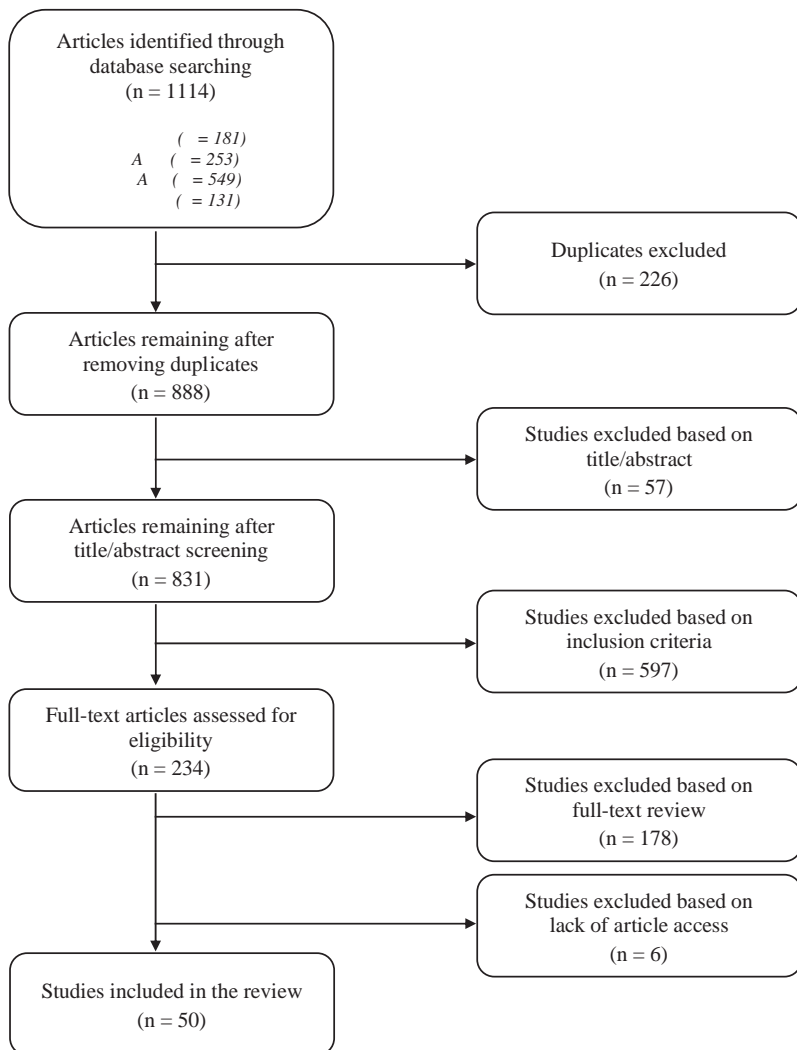 Articles identified through
database searching
(n = 1114)
( = 181)
A ( = 253)
A ( = 549)
( = 131)
Duplicates excluded
(n = 226)
Articles remaining after
removing duplicates
(n = 888)
Studies excluded based on
title/abstract
(n = 57)
Articles remaining after
title/abstract screening
(n = 831)
Studies excluded based on
inclusion criteria
(n = 597)
Full-text articles assessed for
eligibility
(n = 234)
Studies excluded based on
full-text review
(n = 178)
Studies excluded based on
lack of article access
(n = 6)
Studies included in the review
(n = 50)